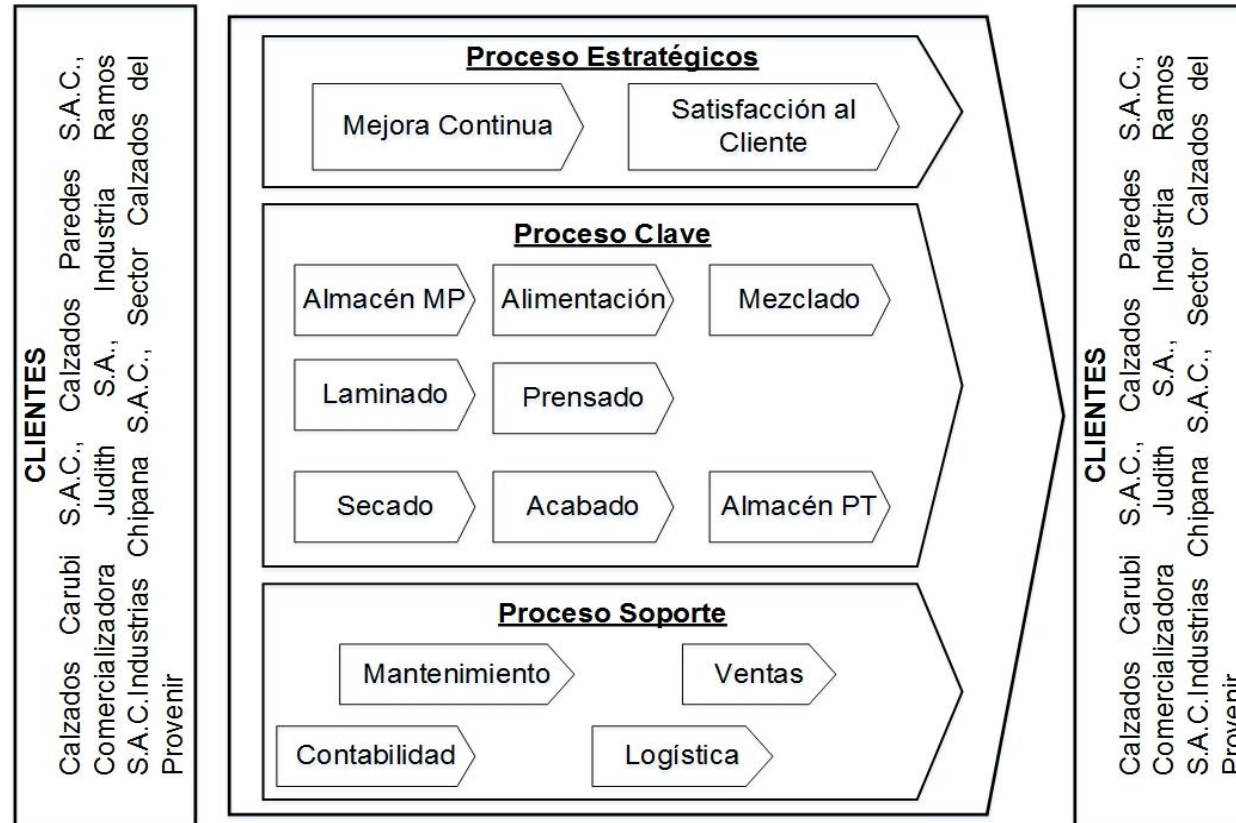 CLIENTES
Calzados Carubi S.A.C., Calzados Paredes S.A.C.,
Comercializadora Judith S.A., Industria Ramos
S.A.C.Industrias Chipana S.A.C., Sector Calzados del
Provenir
Proceso Estratégicos
Mejora Continua
Satisfacción al
Cliente
Proceso Clave
Almacén MP
Alimentación
Mezclado
Laminado
Prensado
Secado
Acabado
Almacén PT
Proceso Soporte
Mantenimiento
Ventas
Contabilidad
Logística
CLIENTES
Calzados Carubi S.A.C., Calzados Paredes S.A.C.,
Comercializadora Judith S.A., Industria Ramos
S.A.C.Industrias Chipana S.A.C., Sector Calzados del
Provenir